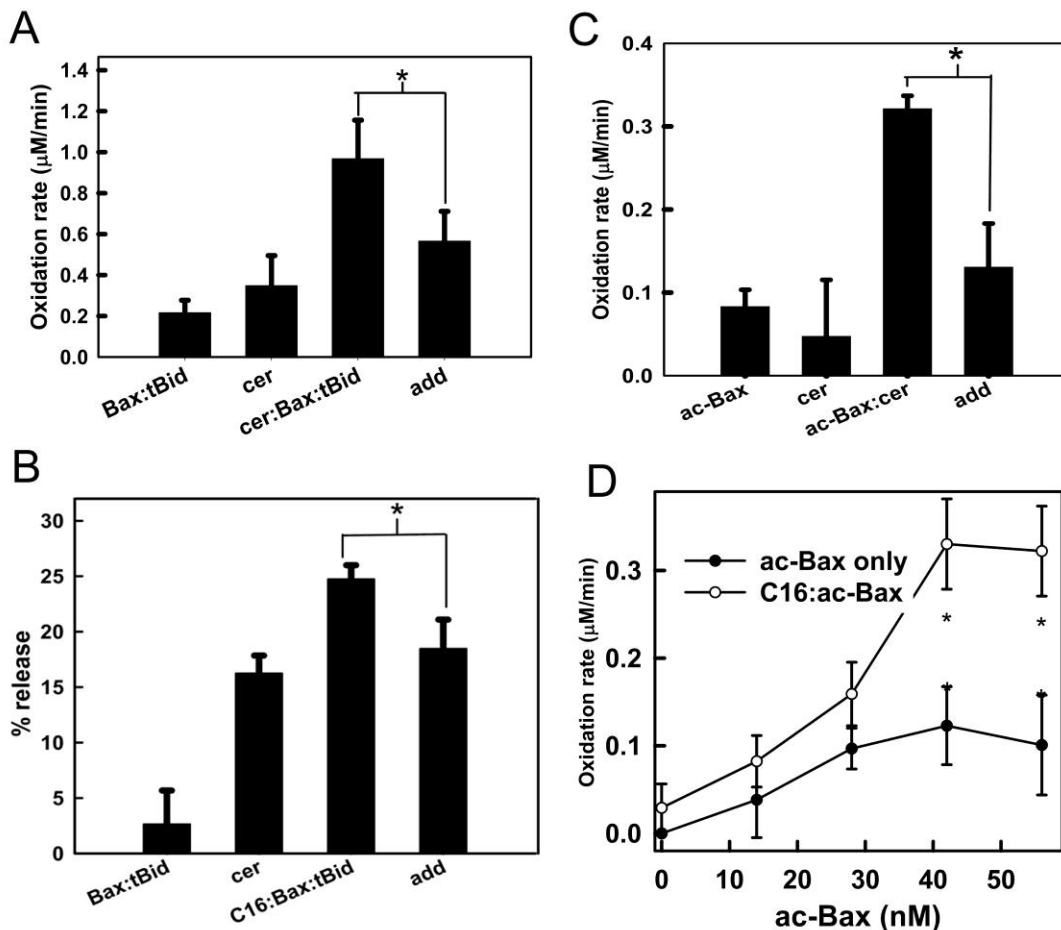 A
Oxidation rate (μM/min)
1.4
1.2
1.0
0.8
0.6
0.4
0.2
0.0
*
Bax:tBid
cer
cer:Bax:tBid
add
C
Oxidation rate (μM/min)
0.4
0.3
0.2
0.1
0.0
*
ac-Bax
cer
ac-Bax:cer
add
B
% release
30
25
20
15
10
5
0
*
Bax:tBid
cer
C16:Bax:tBid
add
D
Oxidation rate (μM/min)
0.3
0.2
0.1
0.0
ac-Bax only
C16:ac-Bax
* *
* *
0 10 20 30 40 50
ac-Bax (nM)